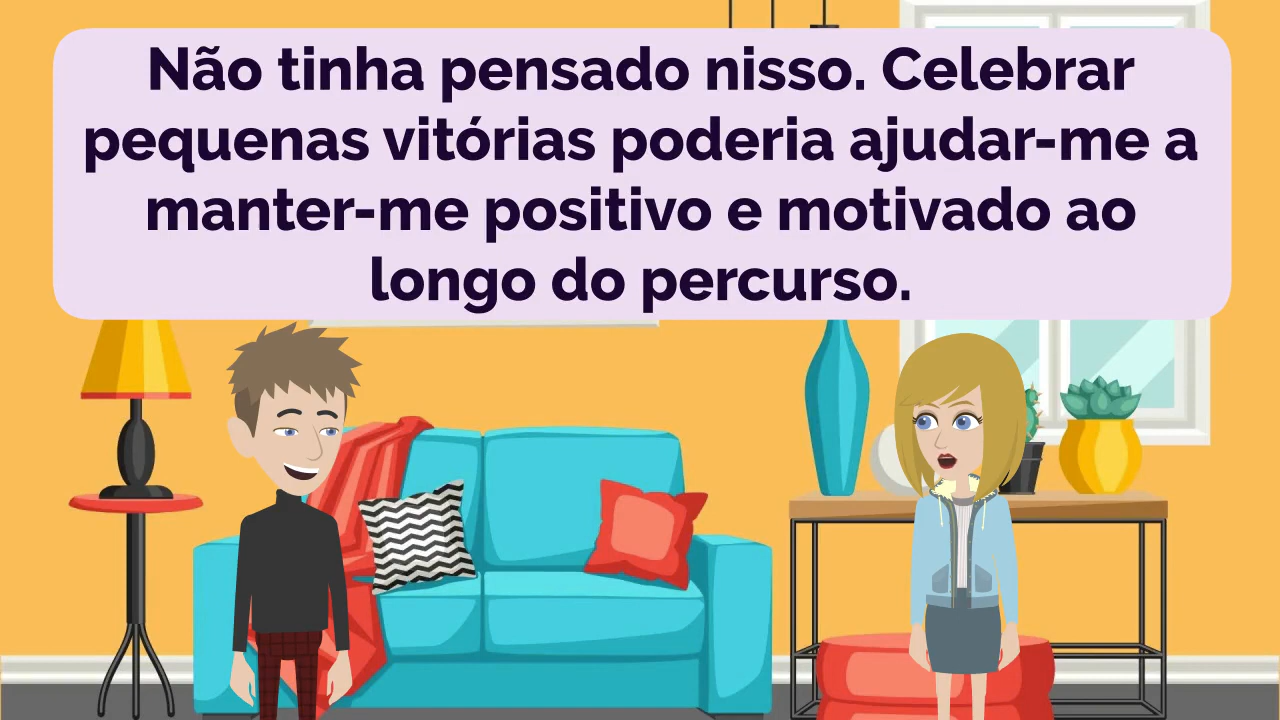 Não tinha pensado nisso. Celebrar
pequenas vitórias poderia ajudar-me a
manter-me positivo e motivado ao
longo do percurso.